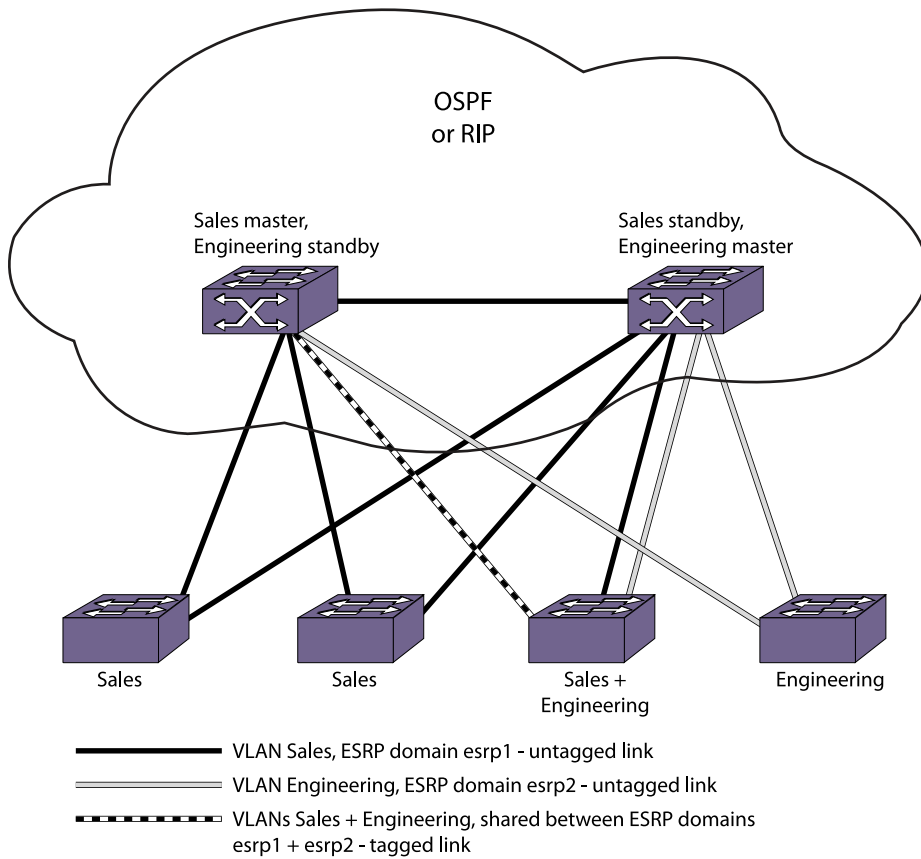 OSPF
or RIP
Sales master,
Engineering standby
Sales standby,
Engineering master
Sales
Sales
Sales +
Engineering
Engineering
VLAN Sales, ESRP domain esrp1 - untagged link
VLAN Engineering, ESRP domain esrp2 - untagged link
VLANs Sales + Engineering, shared between ESRP domains
esrp1 + esrp2 - tagged link